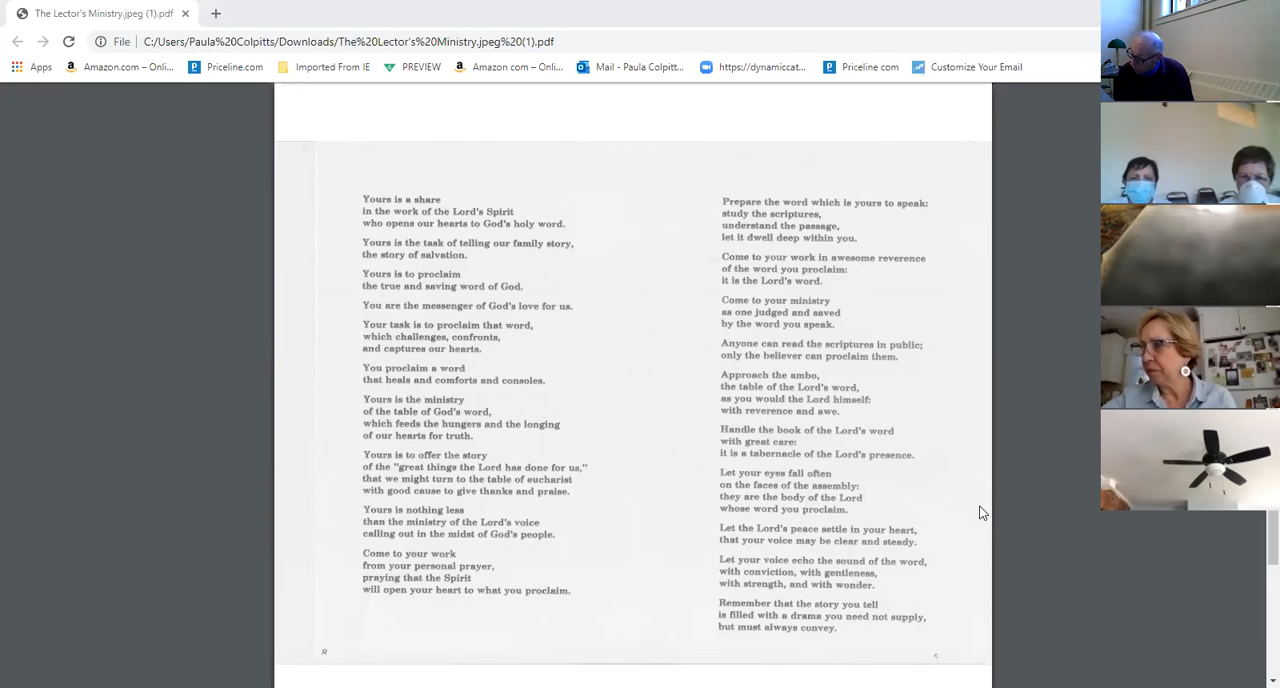 The Lector's Ministry.jpeg (1).pdf
File
C:/Users/Paula%20Colpitts/Downloads/The%20Lector's%20Ministry.jpeg%20(1).pdf
Apps
Amazon.com – Onli...
Priceline.com
Imported From IE
PREVIEW
Amazon com – Onli...
Mail - Paula Colpitt...
https://dynamiccat...
Priceline com
Customize Your Email
Yours is a share
in the work of the Lord's Spirit
who opens our hearts to God's holy word.
Yours is the task of telling our family story,
the story of salvation.
Yours is to proclaim
the true and saving word of God.
You are the messenger of God's love for us.
Your task is to proclaim that word,
which challenges, confronts,
and captures our hearts.
You proclaim a word
that heals and comforts and consoles.
Yours is the ministry
of the table of God's word,
which feeds the hungers and the longing
of our hearts for truth.
Yours is to offer the story
of the "great things the Lord has done for us,"
that we might turn to the table of eucharist
with good cause to give thanks and praise.
Yours is nothing less
than the ministry of the Lord's voice
calling out in the midst of God's people.
Come to your work
from your personal prayer,
praying that the Spirit
will open your heart to what you proclaim.
Prepare the word which is yours to speak:
study the scriptures,
understand the passage,
let it dwell deep within you.
Come to your work in awesome reverence
of the word you proclaim:
it is the Lord's word.
Come to your ministry
as one judged and saved
by the word you speak.
Anyone can read the scriptures in public;
only the believer can proclaim them.
Approach the ambo,
the table of the Lord's word,
as you would the Lord himself:
with reverence and awe.
Handle the book of the Lord's word
with great care:
it is a tabernacle of the Lord's presence.
Let your eyes fall often
on the faces of the assembly:
they are the body of the Lord
whose word you proclaim.
Let the Lord's peace settle in your heart,
that your voice may be clear and steady.
Let your voice echo the sound of the word,
with conviction, with gentleness,
with strength, and with wonder.
Remember that the story you tell
is filled with a drama you need not supply,
but must always convey.